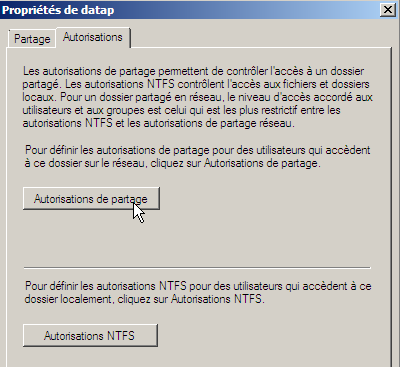 Propriétés de datap
Partage
Autorisations
Les autorisations de partage permettent de contrôler l'accès à un dossier
partagé. Les autorisations NTFS contrôlent l'accès aux fichiers et dossiers
locaux. Pour un dossier partagé en réseau, le niveau d'accès accordé aux
utilisateurs et aux groupes est celui qui est les plus restrictif entre les
autorisations NTFS et les autorisations de partage réseau.
Pour définir les autorisations de partage pour des utilisateurs qui accèdent
à ce dossier sur le réseau, cliquez sur Autorisations de partage.
Autorisations de partage
Pour définir les autorisations NTFS pour des utilisateurs qui accèdent à ce
dossier localement, cliquez sur Autorisations NTFS.
Autorisations NTFS